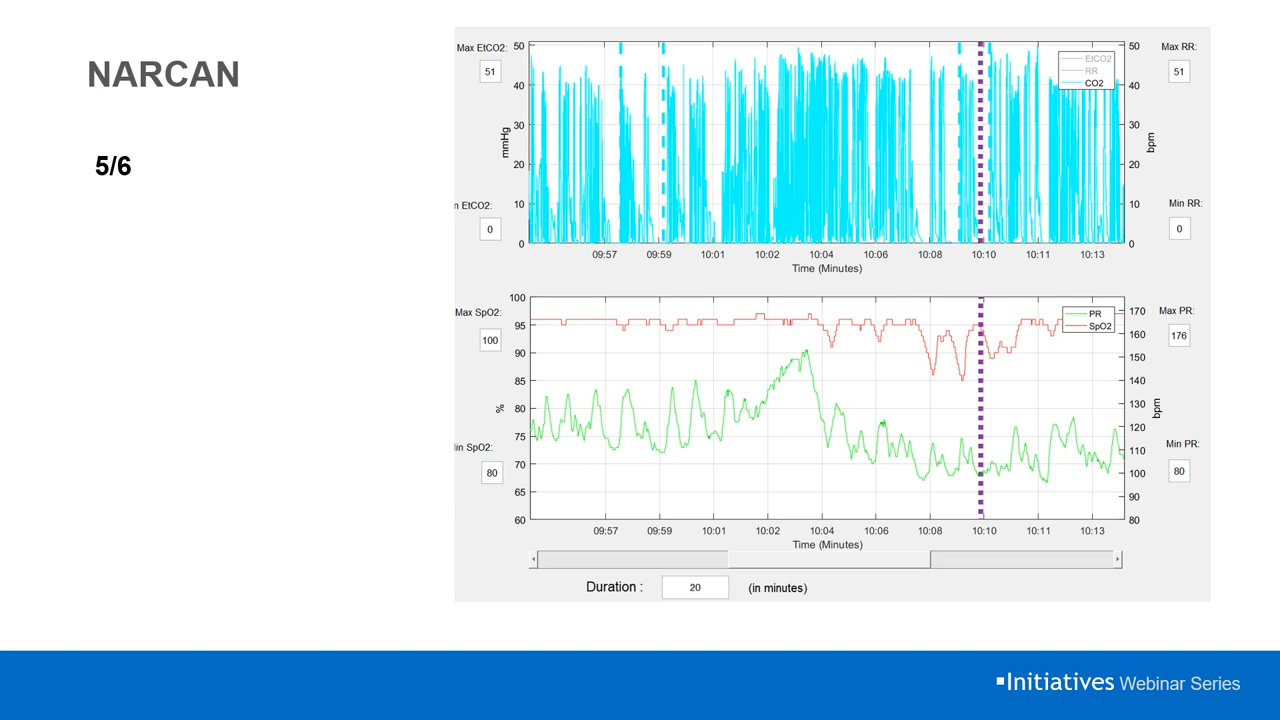 NARCAN
5/6
Max EtCO2:
51
n EtCO2:
0
mmHg
50
40
30
20
10
0
EtCO2
RR
CO2
50
40
30
20
10
0
bpm
Max RR:
51
Min RR:
0
09:57 09:59 10:01 10:02 10:04 10:06 10:08 10:10 10:11 10:13
Time (Minutes)
Max SpO2:
100
in SpO2:
80
%
100
95
90
85
80
75
70
65
60
PR
SpO2
170
160
150
140
130
120
110
100
90
80
bpm
Max PR:
176
Min PR:
80
09:57 09:59 10:01 10:02 10:04 10:06 10:08 10:10 10:11 10:13
Time (Minutes)
Duration : 20 (in minutes)
Initiatives Webinar Series